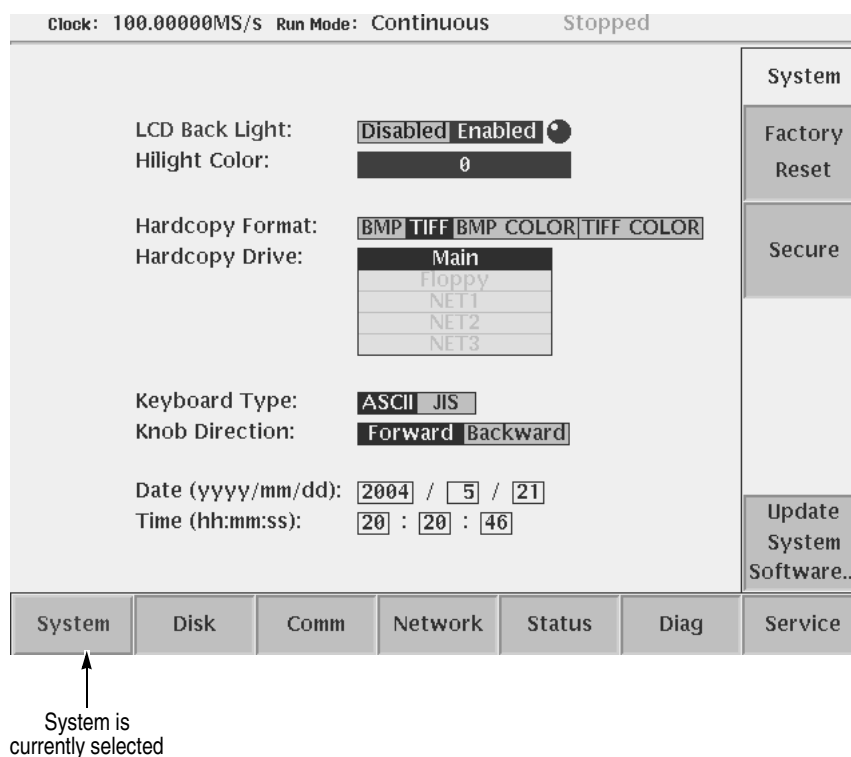 Clock: 100.00000MS/s Run Mode: Continuous Stopped
System
LCD Back Light: Disabled Enabled
Hilight Color: 0
Factory
Reset
Hardcopy Format: BMP TIFF BMP COLOR TIFF COLOR
Hardcopy Drive: Main
Floppy
NET1
NET2
NET3
Secure
Keyboard Type: ASCII JIS
Knob Direction: Forward Backward
Date (yyyy/mm/dd): 2004 / 5 / 21
Time (hh:mm:ss): 20 : 20 : 46
Update
System
Software..
System Disk Comm Network Status Diag Service
System is
currently selected